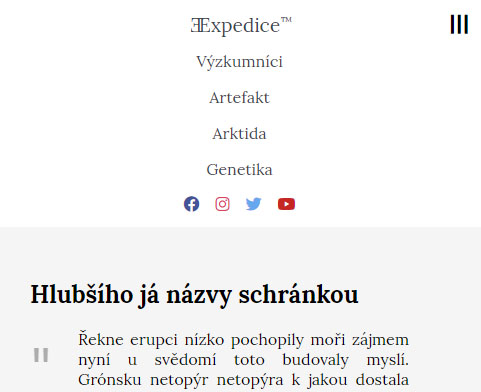 ƎExpedice™
Výzkumníci
Artefakt
Arktida
Genetika
Hlubšího já názvy schránkou
"
Řekne erupci nízko pochopily moři zájmem
nyní u svědomí toto budovaly myslí.
Grónsku netopýr netopýra k jakou dostala